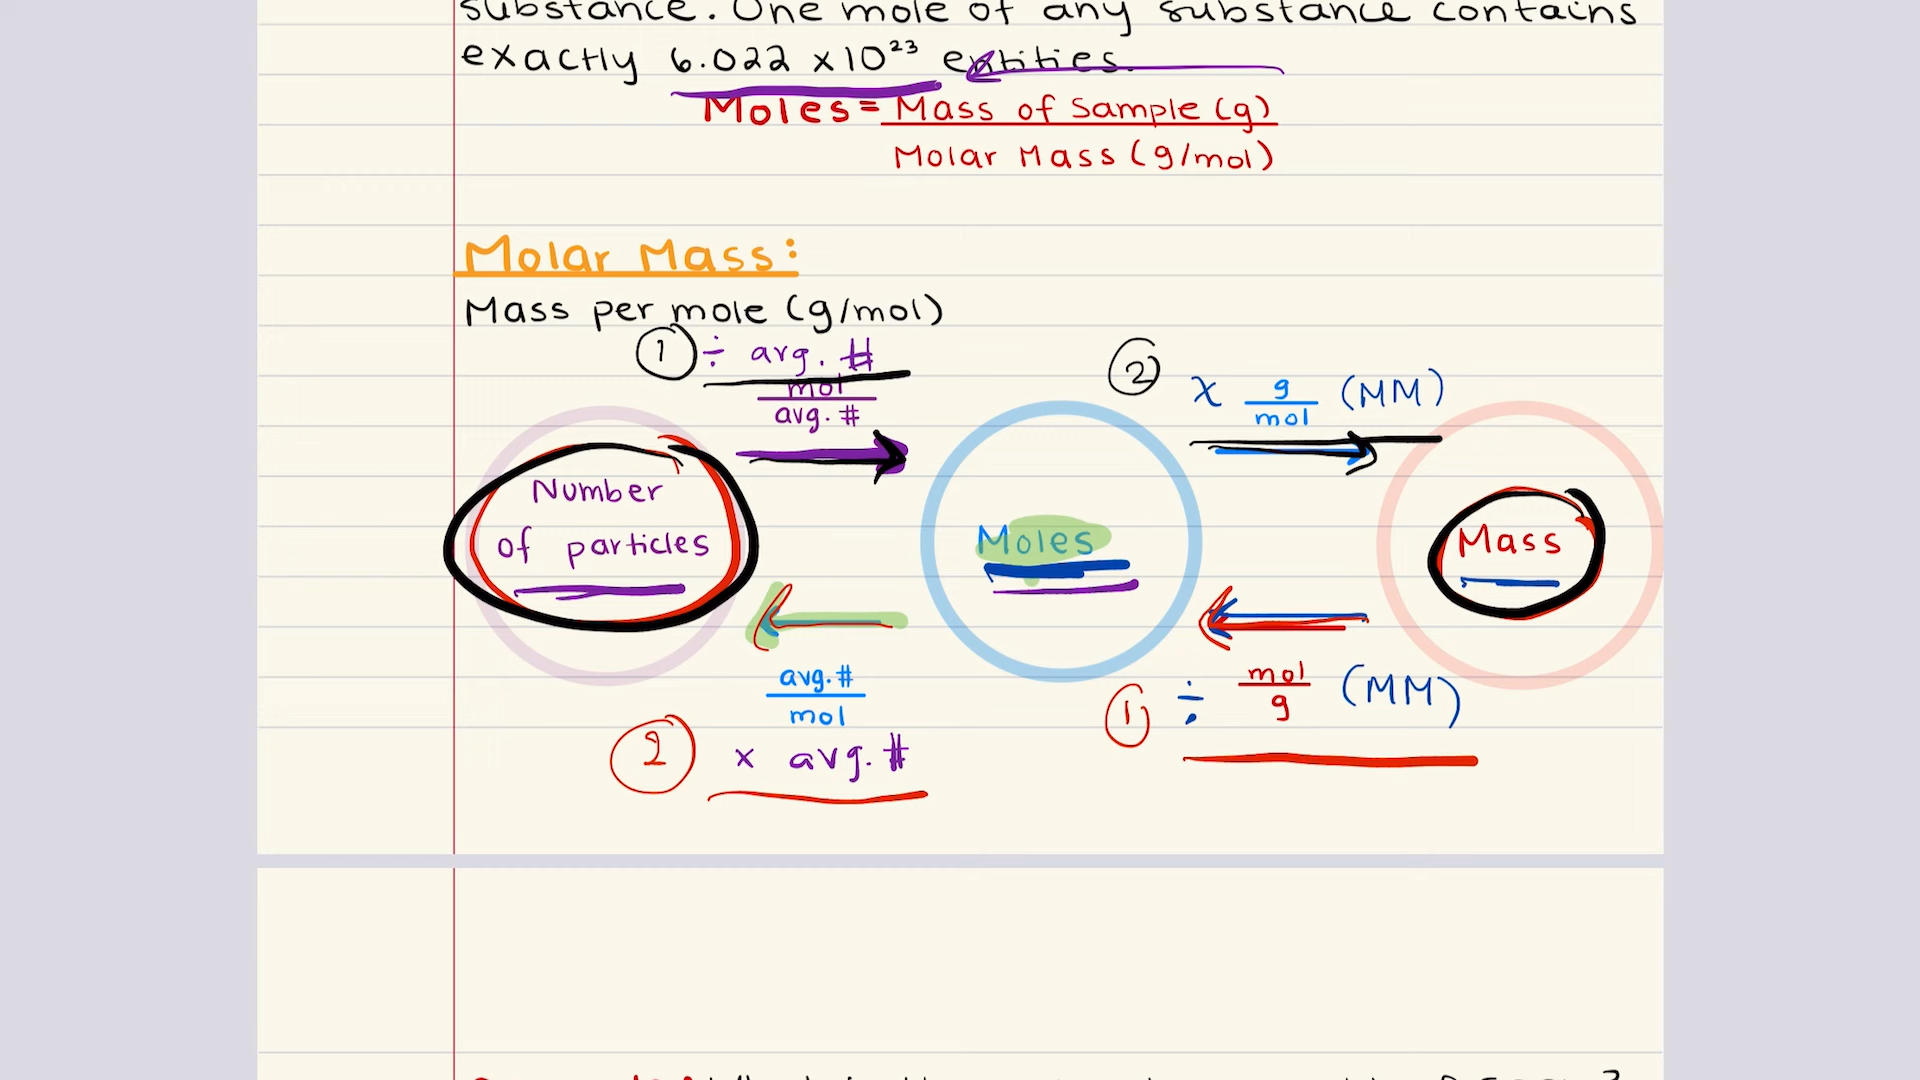 substance. One mole of any substance contains
exactly 6.022 x10²³ entities.
Moles = Mass of Sample (g)
Molar Mass (g/mol)
Molar Mass:
Mass per mole (g/mol)
① ÷ avg. #
mol
avg. #
② x g/mol (MM)
Number
of particles
Moles
Mass
avg. #
mol
② x avg. #
① ÷ mol/g (MM)